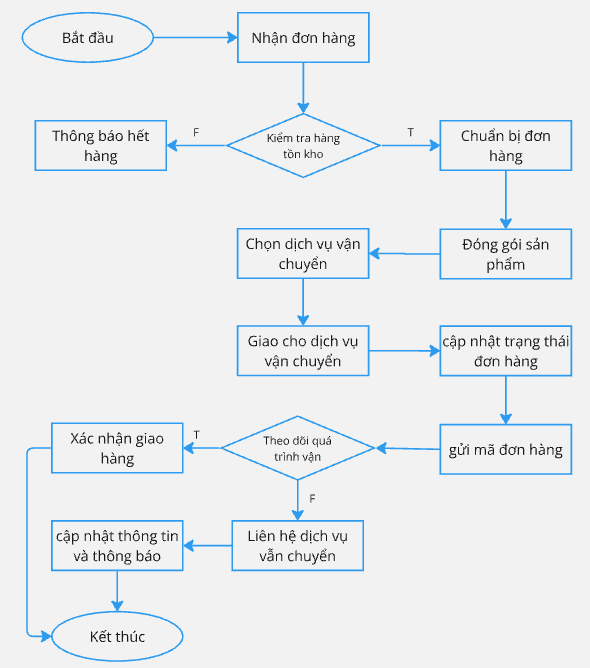 Bắt đầu
Nhận đơn hàng
Kiểm tra hàng
tồn kho
F
T
Thông báo hết
hàng
Chuẩn bị đơn
hàng
Đóng gói sản
phẩm
Chọn dịch vụ vận
chuyển
Giao cho dịch vụ
vận chuyển
cập nhật trạng thái
đơn hàng
gửi mã đơn hàng
Theo dõi quá
trình vận
T
F
Xác nhận giao
hàng
Liên hệ dịch vụ
vẫn chuyển
cập nhật thông tin
và thông báo
Kết thúc